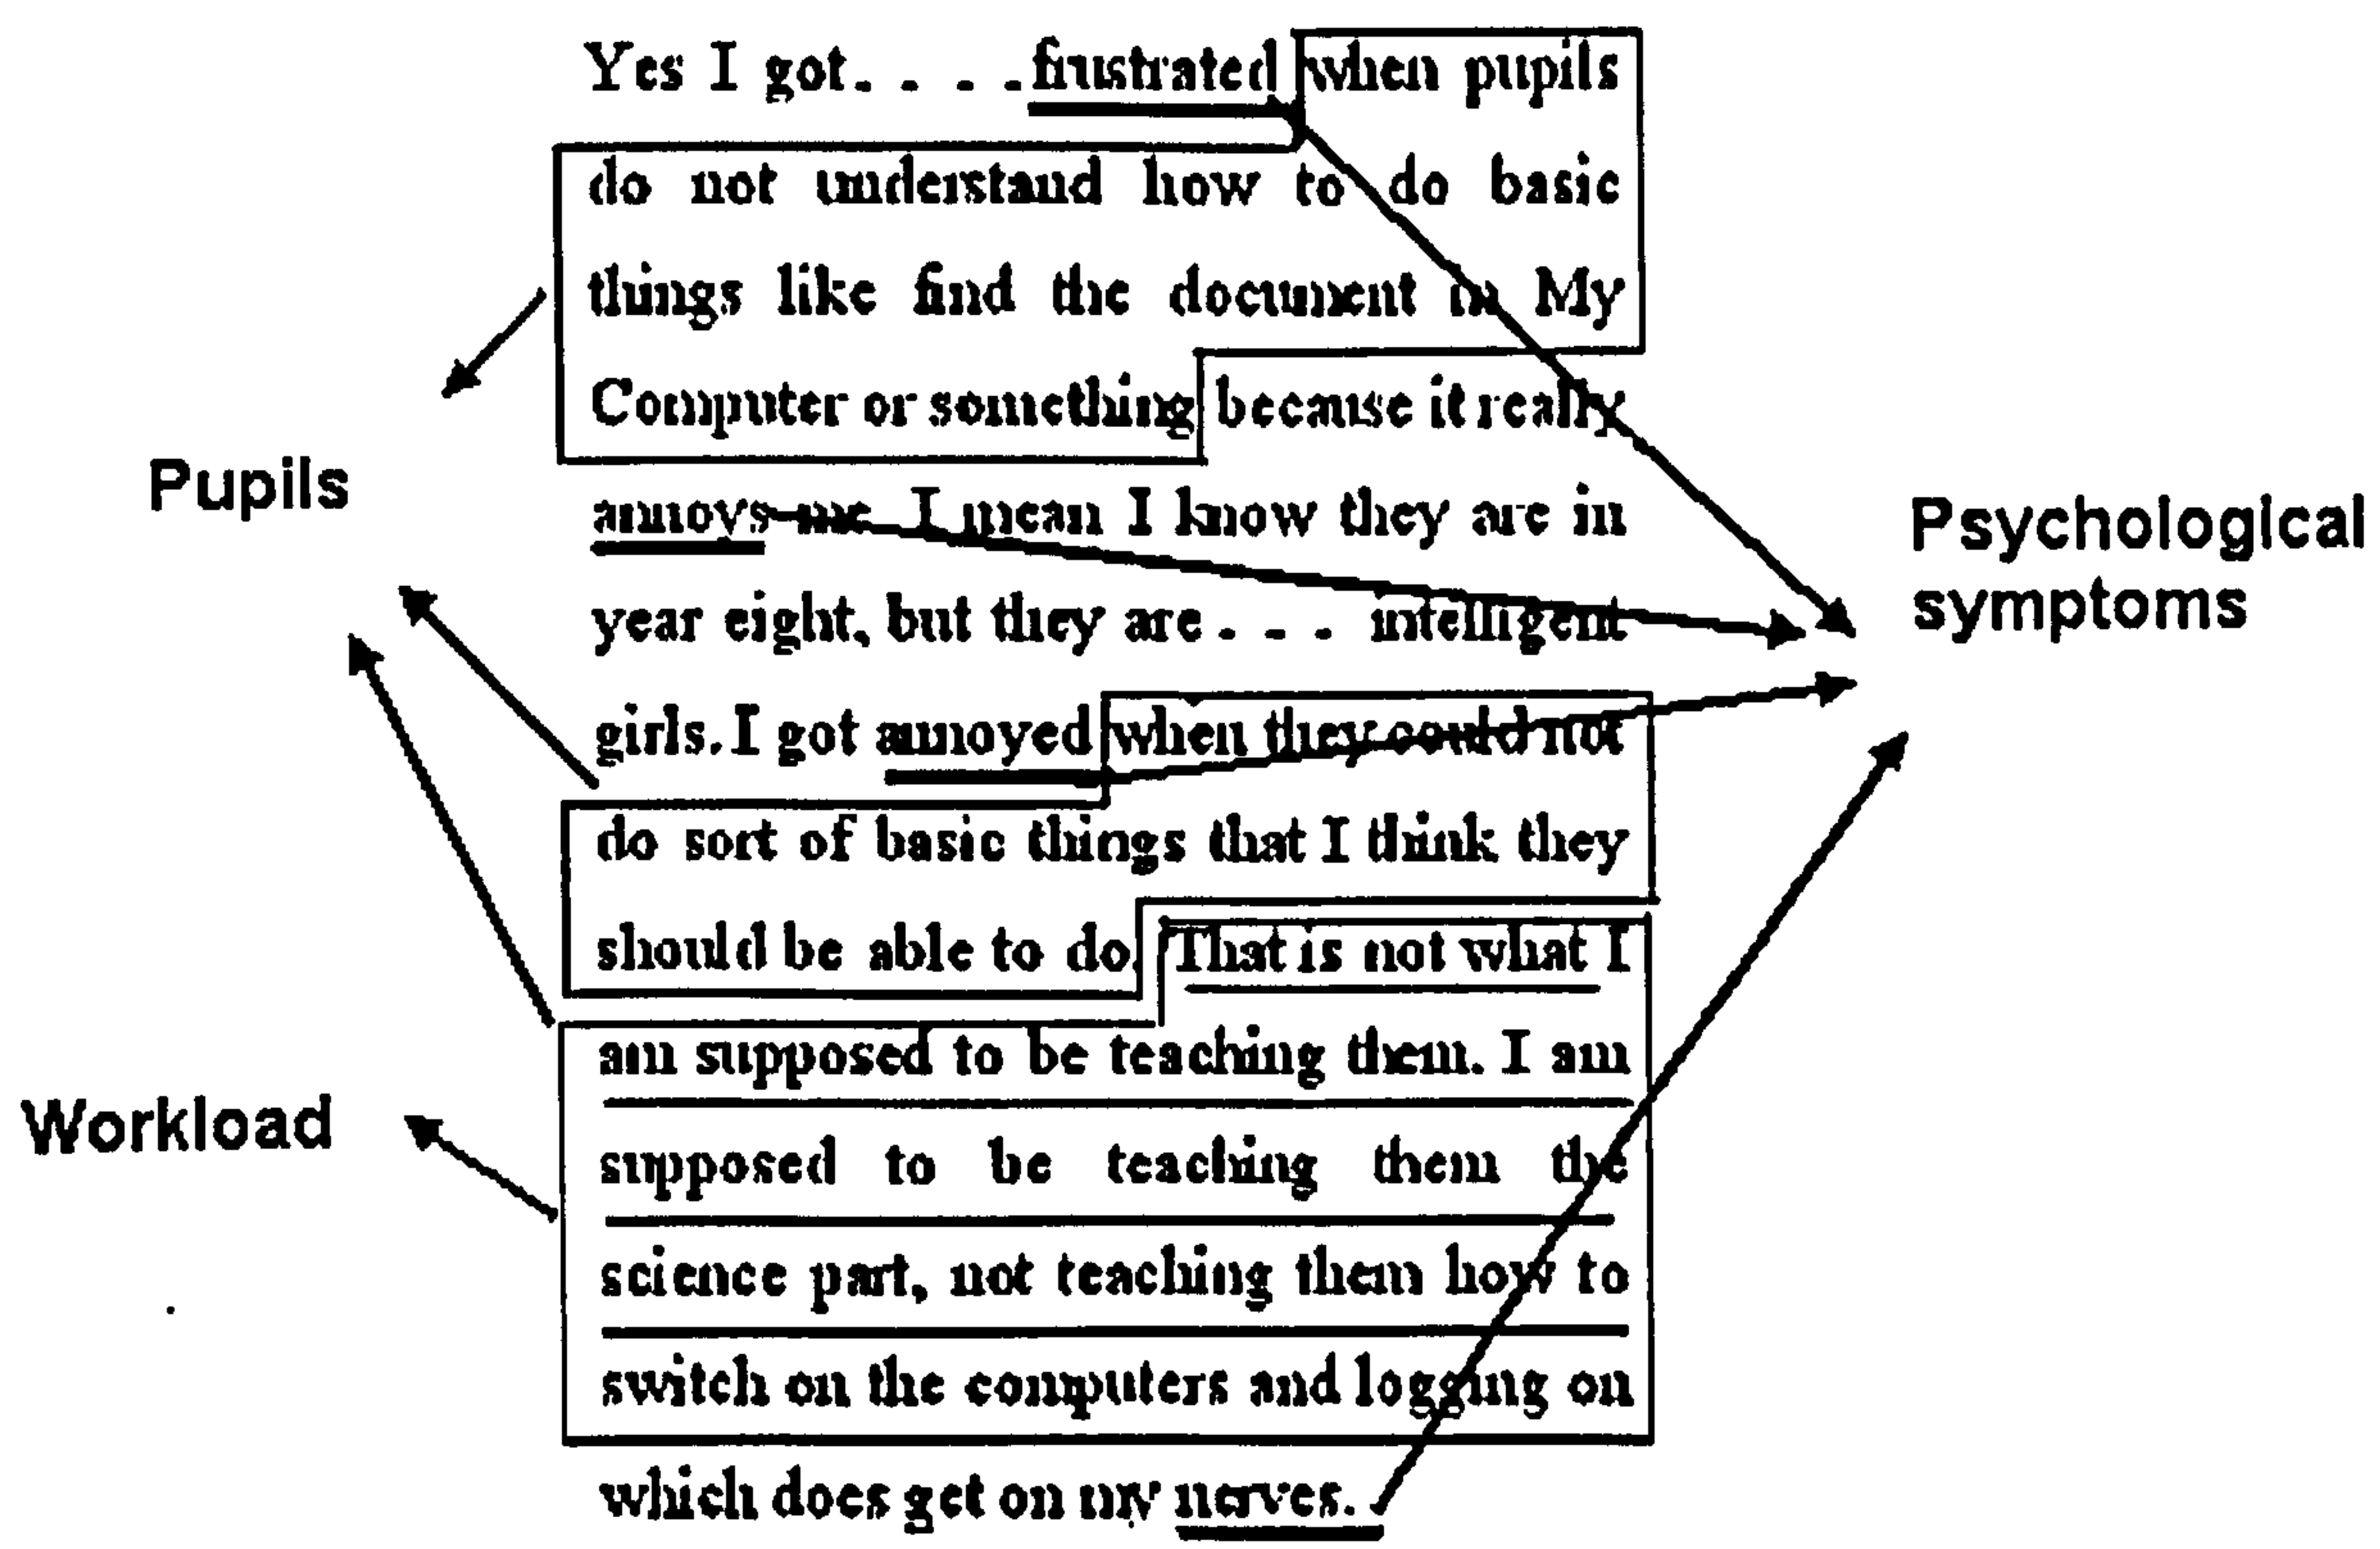 Yes I got. . . . frustrated when pupils
do not understand how to do basic
things like find the document in My
Computer or something because it really
annoys me I mean I know they are in
year eight, but they are . . . intelligent
girls. I got annoyed when they could not
do sort of basic things that I think they
should be able to do. That is not what I
am supposed to be teaching them. I am
supposed to be teaching them the
science part, not teaching them how to
switch on the computers and logging on
which does get on my nerves.
Pupils
Workload
Psychological
symptoms